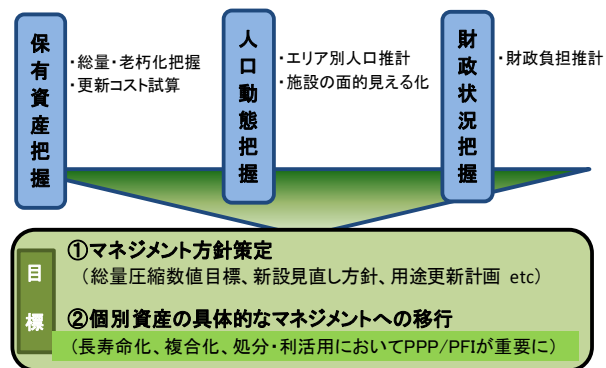 保有資産把握
・総量・老朽化把握
・更新コスト試算
人口動態把握
・エリア別人口推計
・施設の面的見える化
財政状況把握
・財政負担推計
目標
①マネジメント方針策定
（総量圧縮数値目標、新設見直し方針、用途更新計画 etc）
②個別資産の具体的なマネジメントへの移行
（長寿命化、複合化、処分・利活用においてPPP/PFIが重要に）